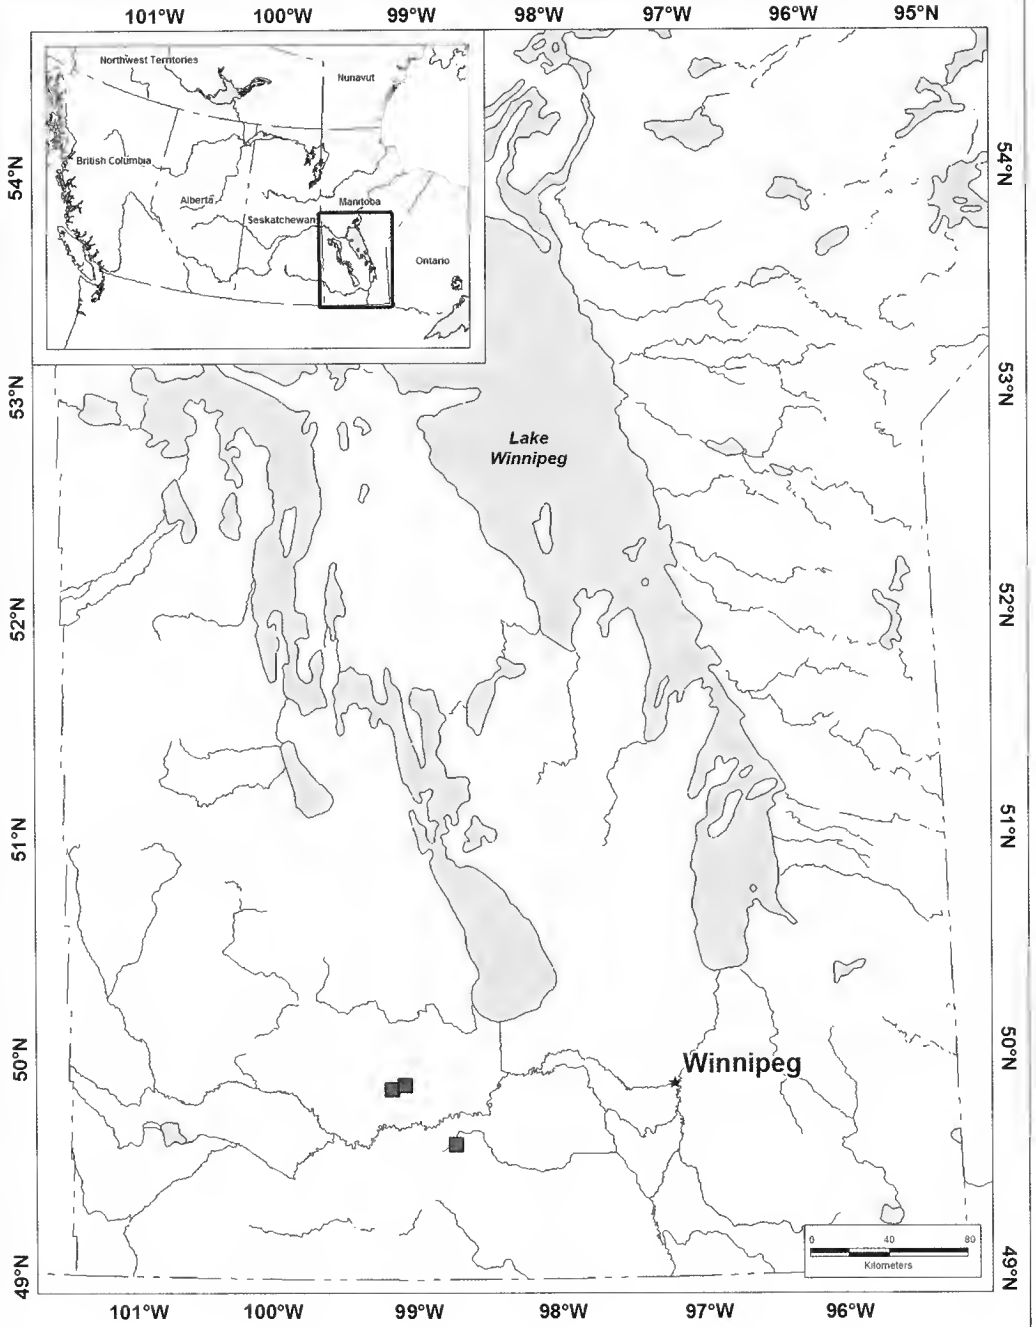 101°W 100°W 99°W 98°W 97°W 96°W 95°N
Northwest Territories
Nunavut
British Columbia
Alberta
Manitoba
Seskatchewan
Ontario
54°N
54°N
53°N
53°N
Lake
Winnipeg
52°N
52°N
51°N
51°N
50°N
50°N
Winnipeg
49°N
49°N
0 40 80
Kilometers
101°W 100°W 99°W 98°W 97°W 96°W